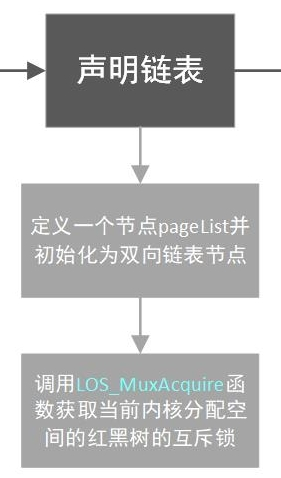 声明链表
定义一个节点pageList并
初始化为双向链表节点
调用LOS_MuxAcquire函
数获取当前内核分配空
间的红黑树的互斥锁